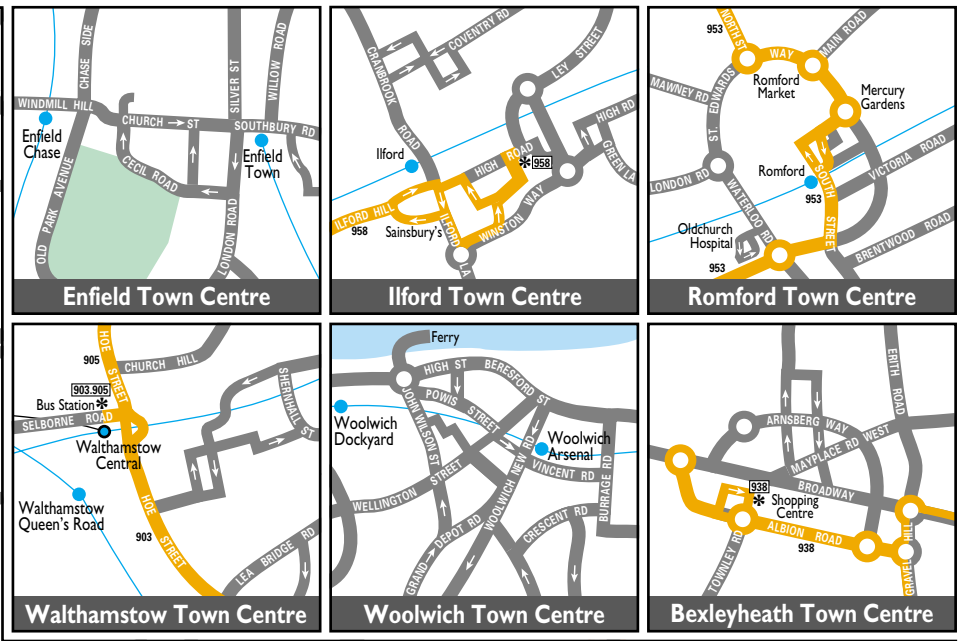 CHASE SIDE
SILVER ST
WILLOW ROAD
WINDMILL HILL
CHURCH
ST
SOUTHBURY RD
Enfield
Chase
Enfield
Town
CECIL ROAD
OLD PARK AVENUE
LONDON ROAD
Enfield Town Centre
COVENTRY RD
CRANBROOK
ROAD
LEY STREET
HIGH RD
GREEN LA
Ilford
HIGH ROAD
*958
ILFORD HILL
958
Sainsbury's
ILFORD
LA
WINSTON WAY
Ilford Town Centre
953
NORTH ST
WAY
MAIN ROAD
MAWNEY RD
ST. EDWARDS
Romford
Market
Mercury
Gardens
VICTORIA ROAD
LONDON RD
Romford
SOUTH
STREET
953
WATERLOO RD
Oldchurch
Hospital
BRENTWOOD ROAD
953
Romford Town Centre
HOE
STREET
905
CHURCH HILL
903.905
Bus Station*
SELBORNE ROAD
Walthamstow
Central
SHERNHALL ST
Walthamstow
Queen's Road
HOE
STREET
903
LEA BRIDGE RD
Walthamstow Town Centre
Ferry
HIGH ST
BERESFORD ST
POWIS
STREET
JOHN WILSON ST
Woolwich
Dockyard
Woolwich
Arsenal
VINCENT RD
WELLINGTON STREET
WOOLWICH NEW RD
BURRAGE RD
GRAND DEPOT RD
CRESCENT RD
Woolwich Town Centre
ERITH ROAD
ARNSBERG WAY
MAYPLACE RD WEST
BROADWAY
938
* Shopping
Centre
ALBION ROAD
938
TOWNLEY RD
GRAVEL HILL
Bexleyheath Town Centre